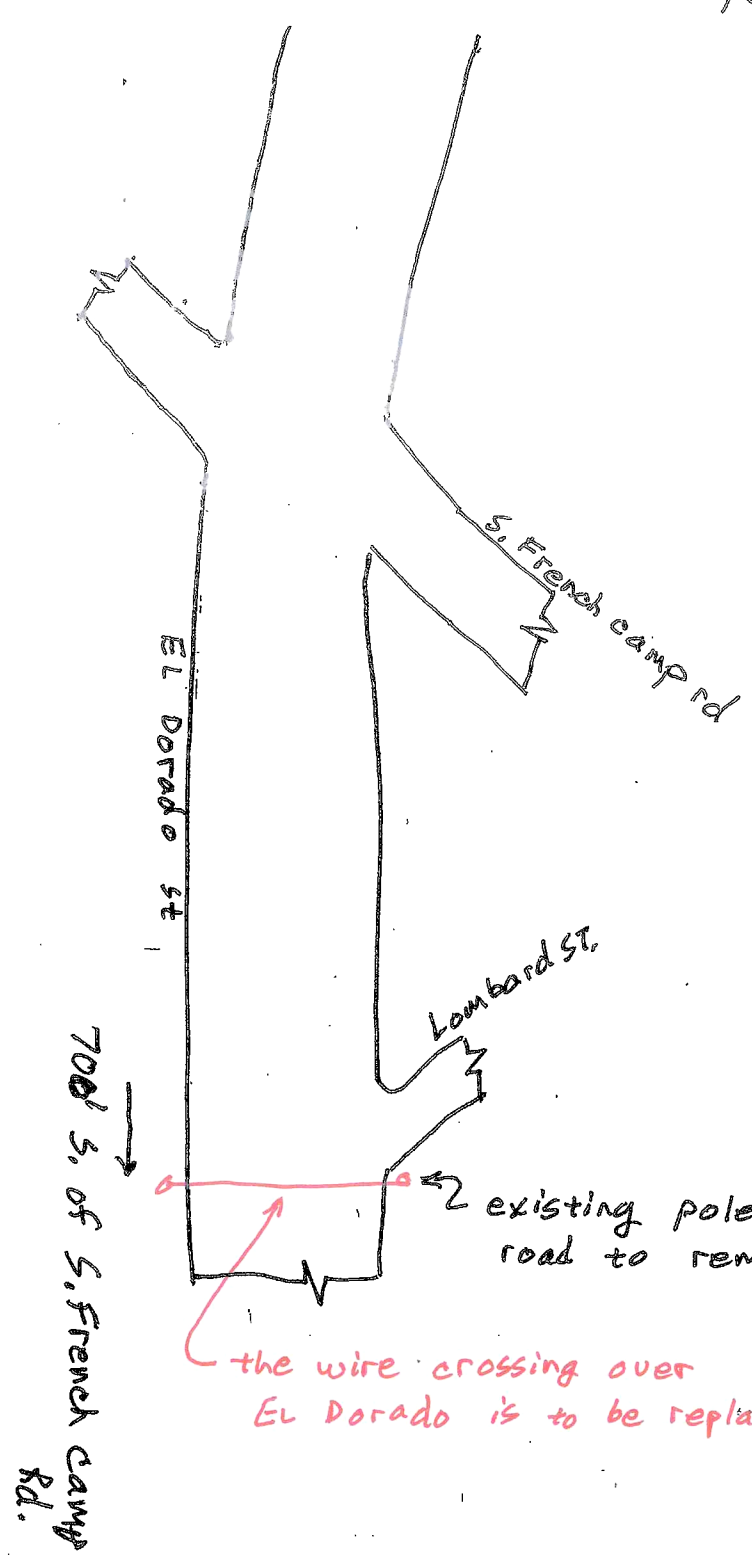 S. French camp rd
EL Dorado st
Lombard ST.
700' S. of S. French camp
Rd.
existing pole
road to
the wire crossing over
EL Dorado is to be